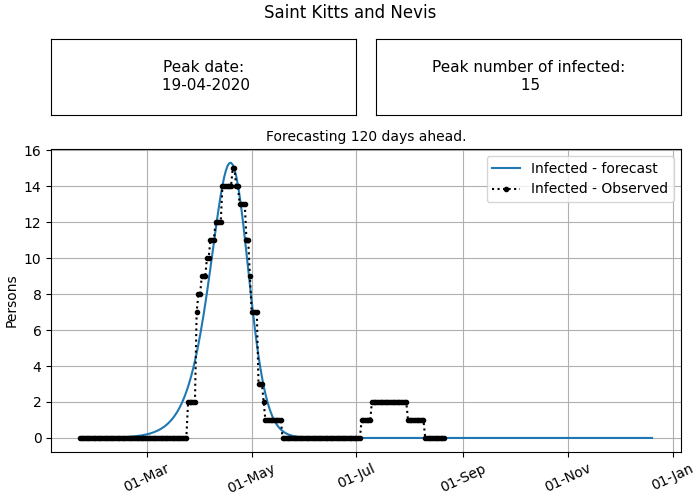 Saint Kitts and Nevis
Peak date:
19-04-2020
Peak number of infected:
15
Forecasting 120 days ahead.
Infected - forecast
Infected - Observed
Persons
16
14
12
10
8
6
4
2
0
01-Mar
01-May
01-Jul
01-Sep
01-Nov
01-Jan